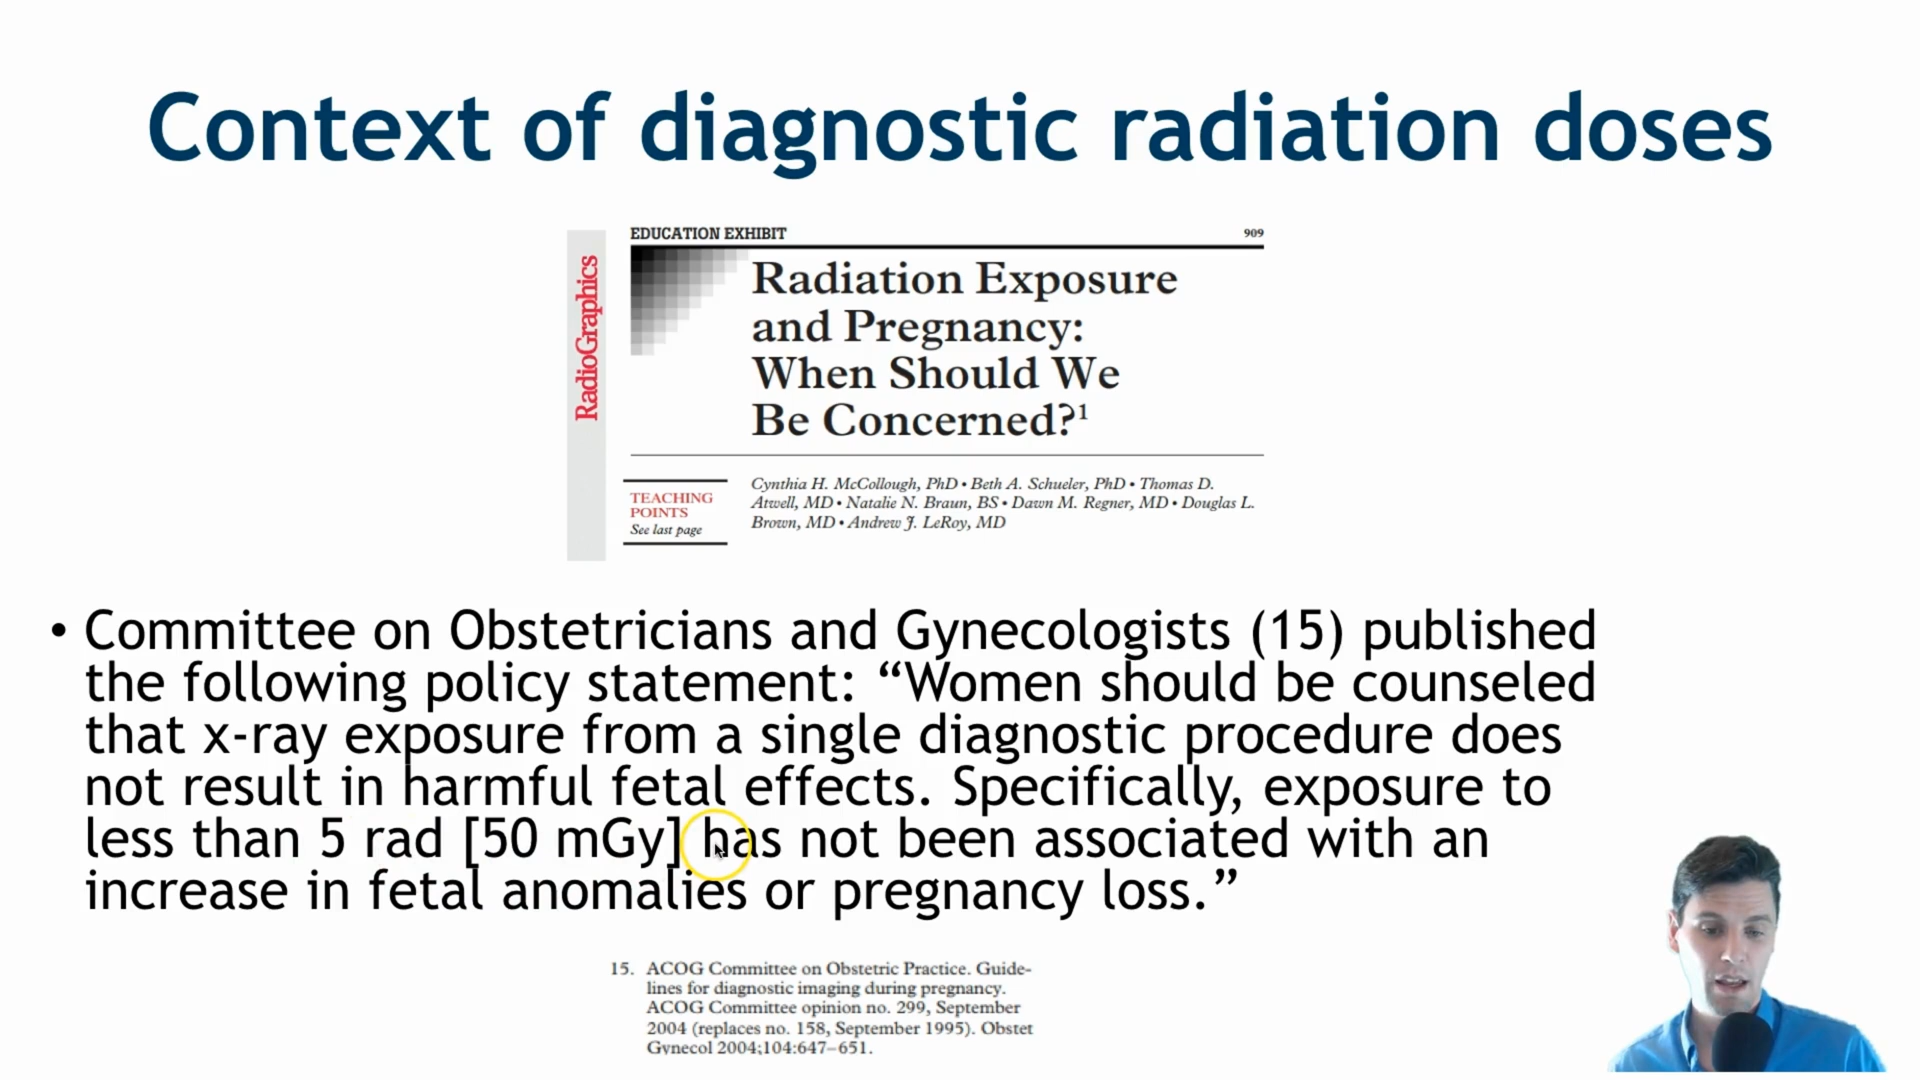 Context of diagnostic radiation doses
EDUCATION EXHIBIT
909
RadioGraphics
Radiation Exposure
and Pregnancy:
When Should We
Be Concerned?¹
TEACHING
POINTS
See last page
Cynthia H. McCollough, PhD • Beth A. Schueler, PhD • Thomas D.
Atwell, MD • Natalie N. Braun, BS • Dawn M. Regner, MD • Douglas L.
Brown, MD • Andrew J. LeRoy, MD
• Committee on Obstetricians and Gynecologists (15) published
the following policy statement: “Women should be counseled
that x-ray exposure from a single diagnostic procedure does
not result in harmful fetal effects. Specifically, exposure to
less than 5 rad [50 mGy] has not been associated with an
increase in fetal anomalies or pregnancy loss.”
15. ACOG Committee on Obstetric Practice. Guide-
lines for diagnostic imaging during pregnancy.
ACOG Committee opinion no. 299, September
2004 (replaces no. 158, September 1995). Obstet
Gynecol 2004;104:647–651.